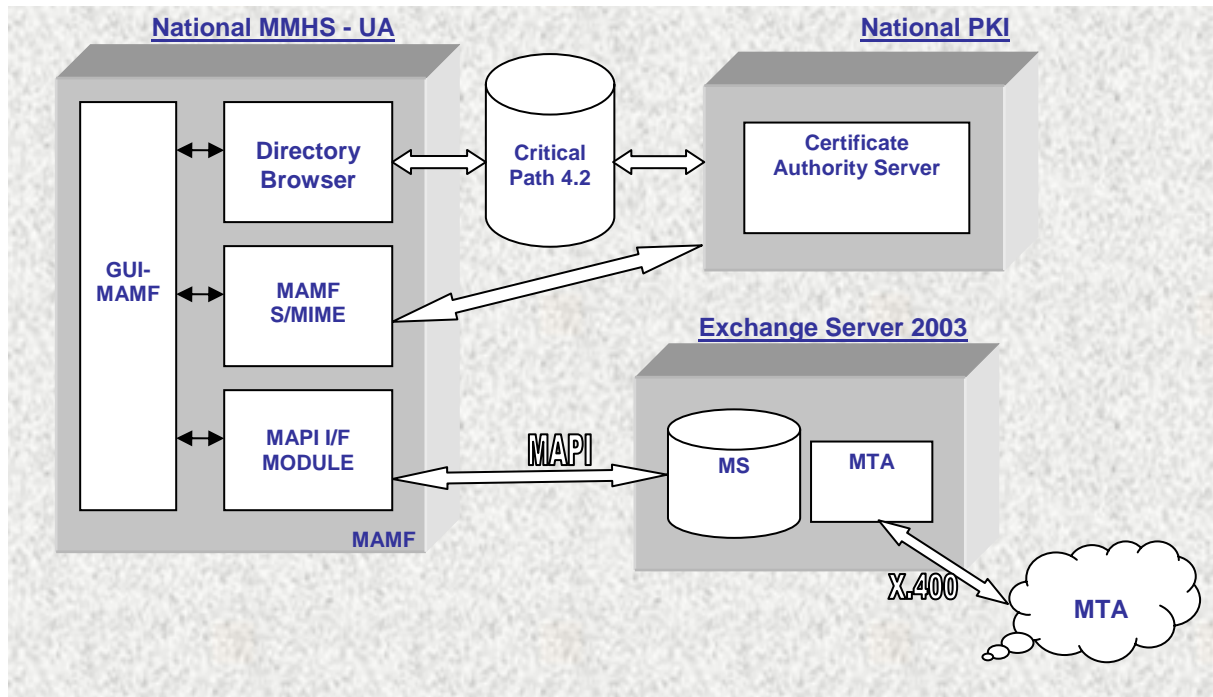 National MMHS - UA
National PKI
Directory
Browser
Critical
Path 4.2
Certificate
Authority Server
GUI-
MAMF
MAMF
S/MIME
Exchange Server 2003
MAPI I/F
MODULE
MAPI
MS
MTA
MAMF
X.400
MTA